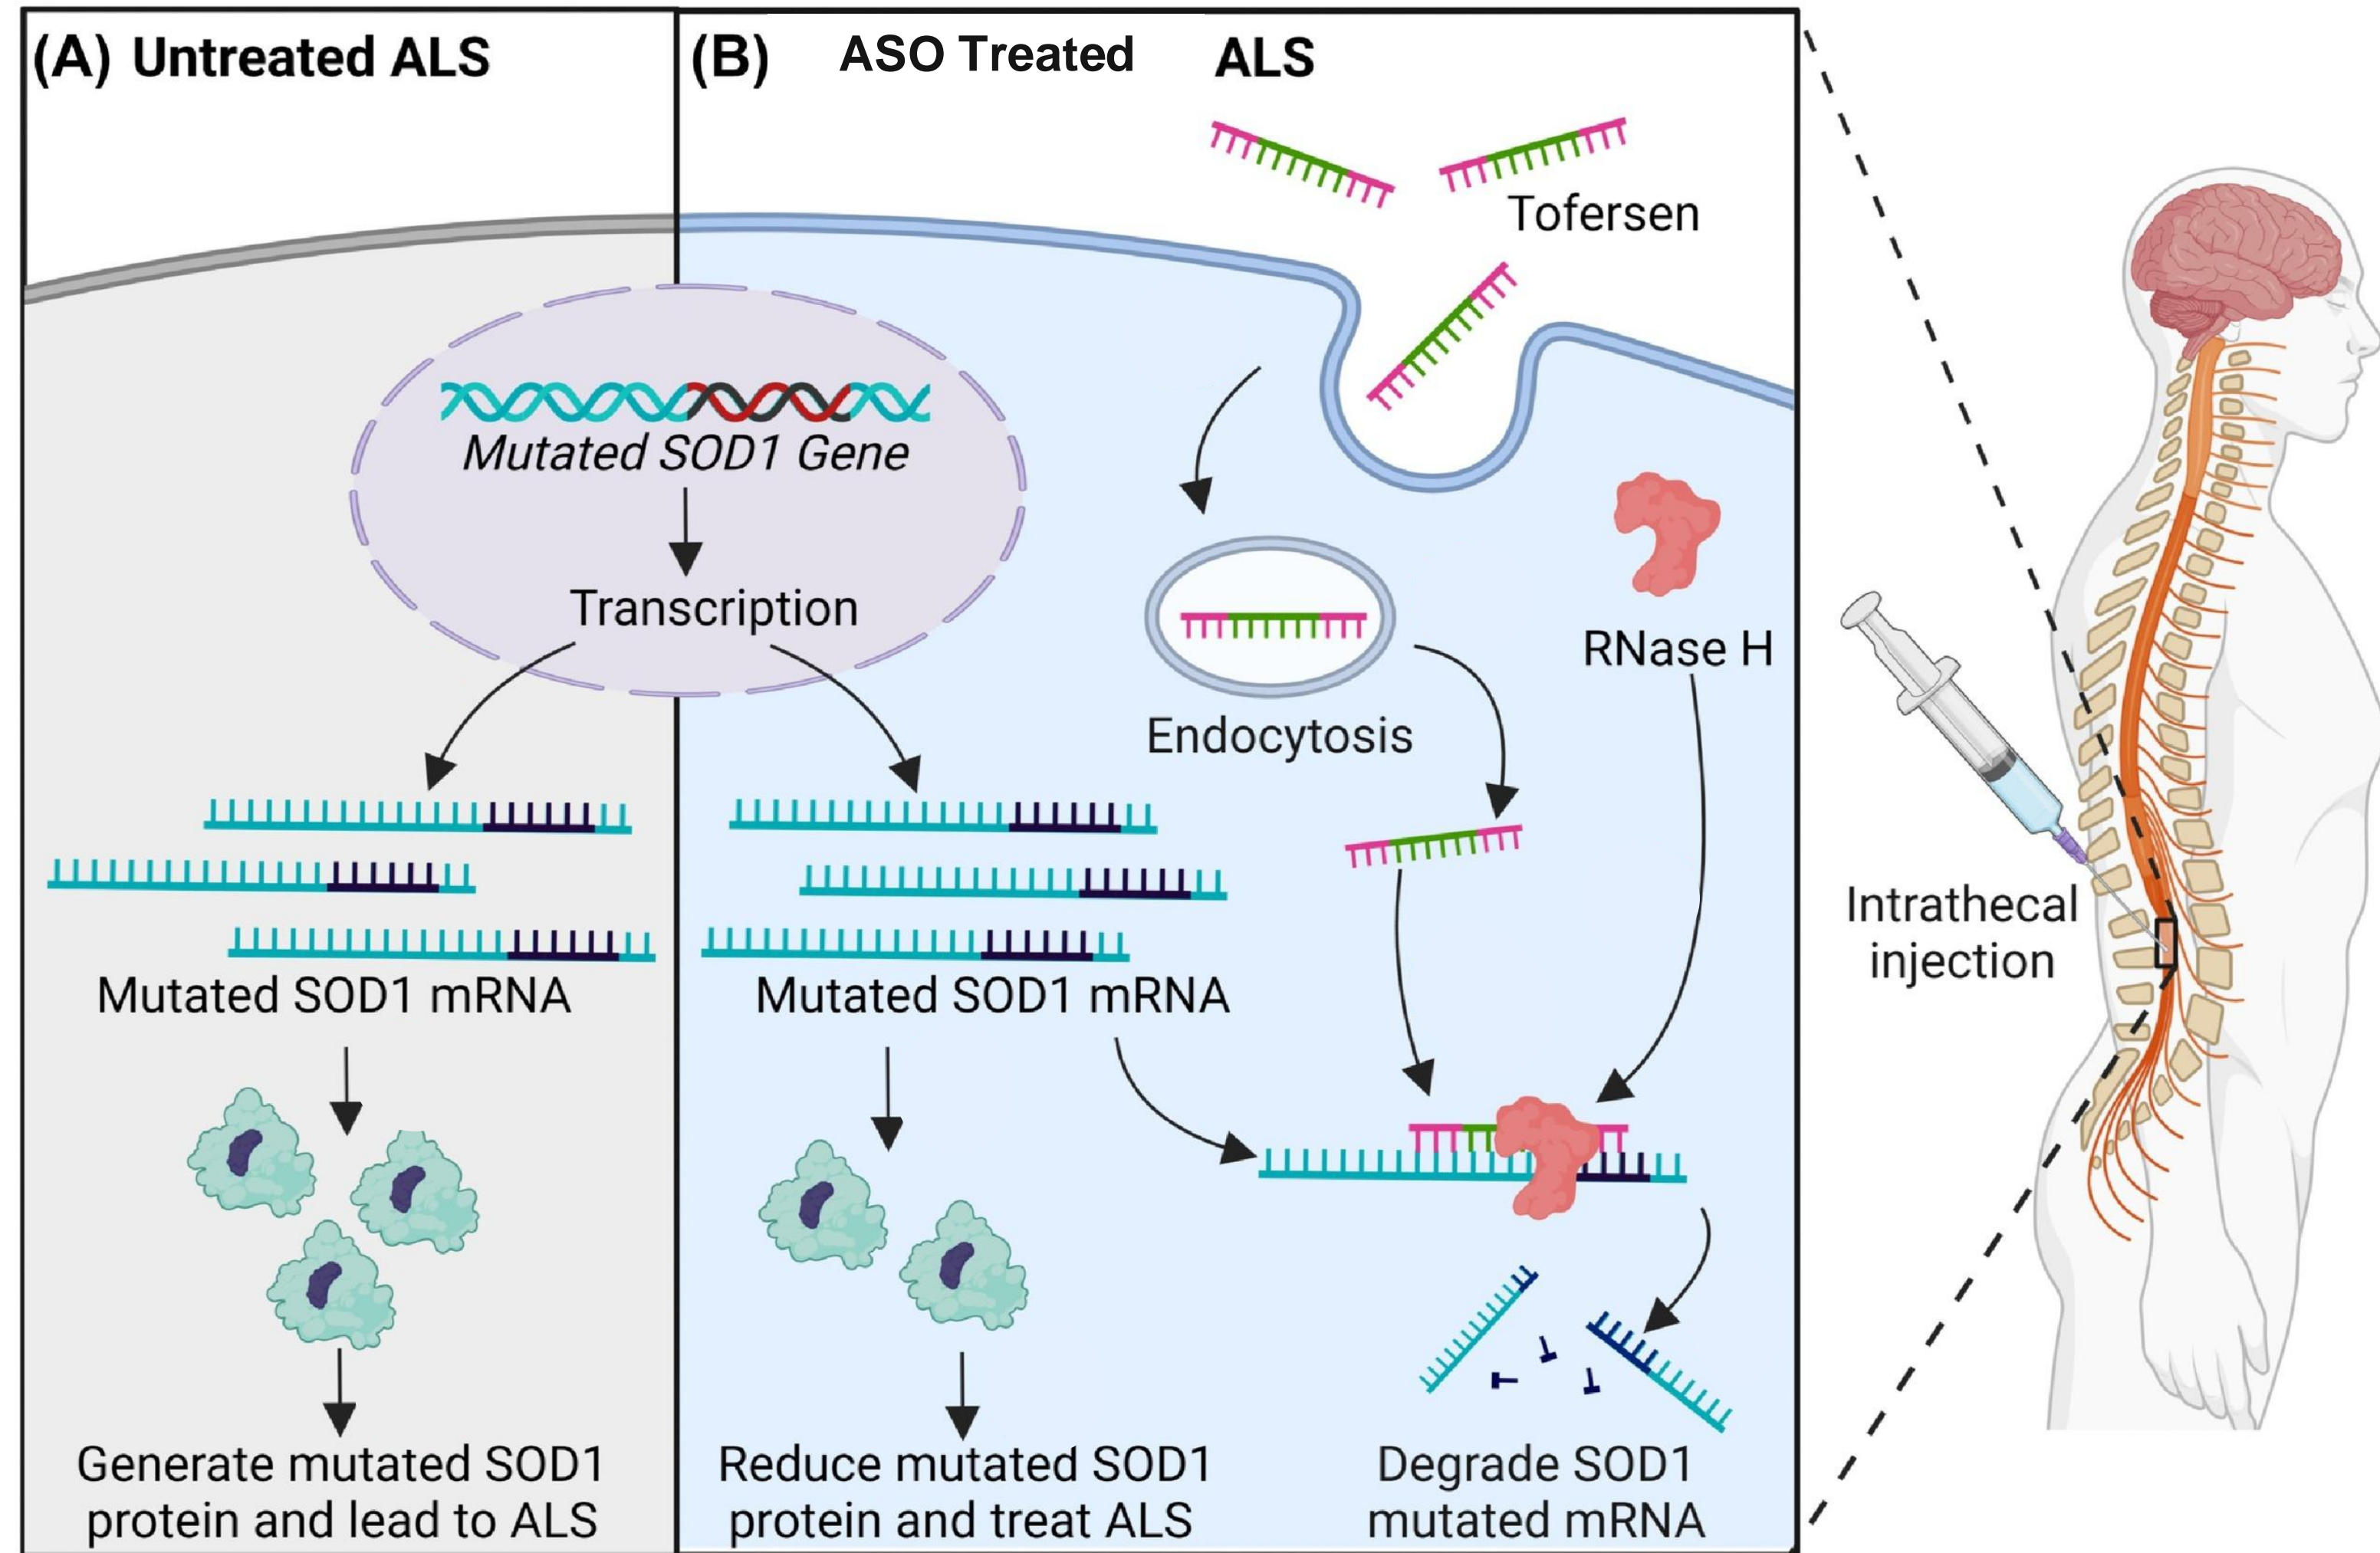 (A) Untreated ALS
(B) ASO Treated ALS
Tofersen
Mutated SOD1 Gene
Transcription
RNase H
Endocytosis
Intrathecal
injection
Mutated SOD1 mRNA
Mutated SOD1 mRNA
Generate mutated SOD1
protein and lead to ALS
Reduce mutated SOD1
protein and treat ALS
Degrade SOD1
mutated mRNA